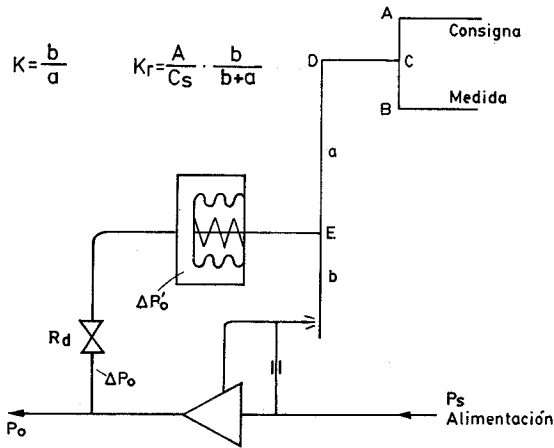 K = b/a
Kr = A/Cs · b/(b+a)
A
Consigna
D
C
B
Medida
a
E
b
ΔP'o
Rd
ΔPo
Ps
Alimentación
Po